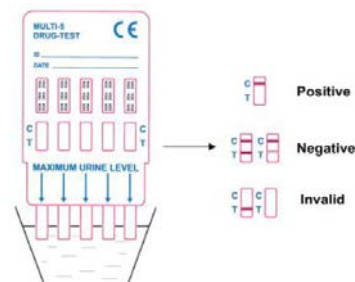 MULTI-5
DRUG-TEST
CE
ID
DATE
C C
T T
MAXIMUM URINE LEVEL
C
T
Positive
C C
T T
Negative
C C
T T
Invalid